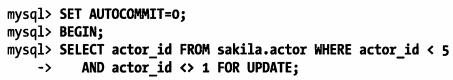 mysql> SET AUTOCOMMIT=0;
mysql> BEGIN;
mysql> SELECT actor_id FROM sakila.actor WHERE actor_id < 5
    -> AND actor_id <> 1 FOR UPDATE;